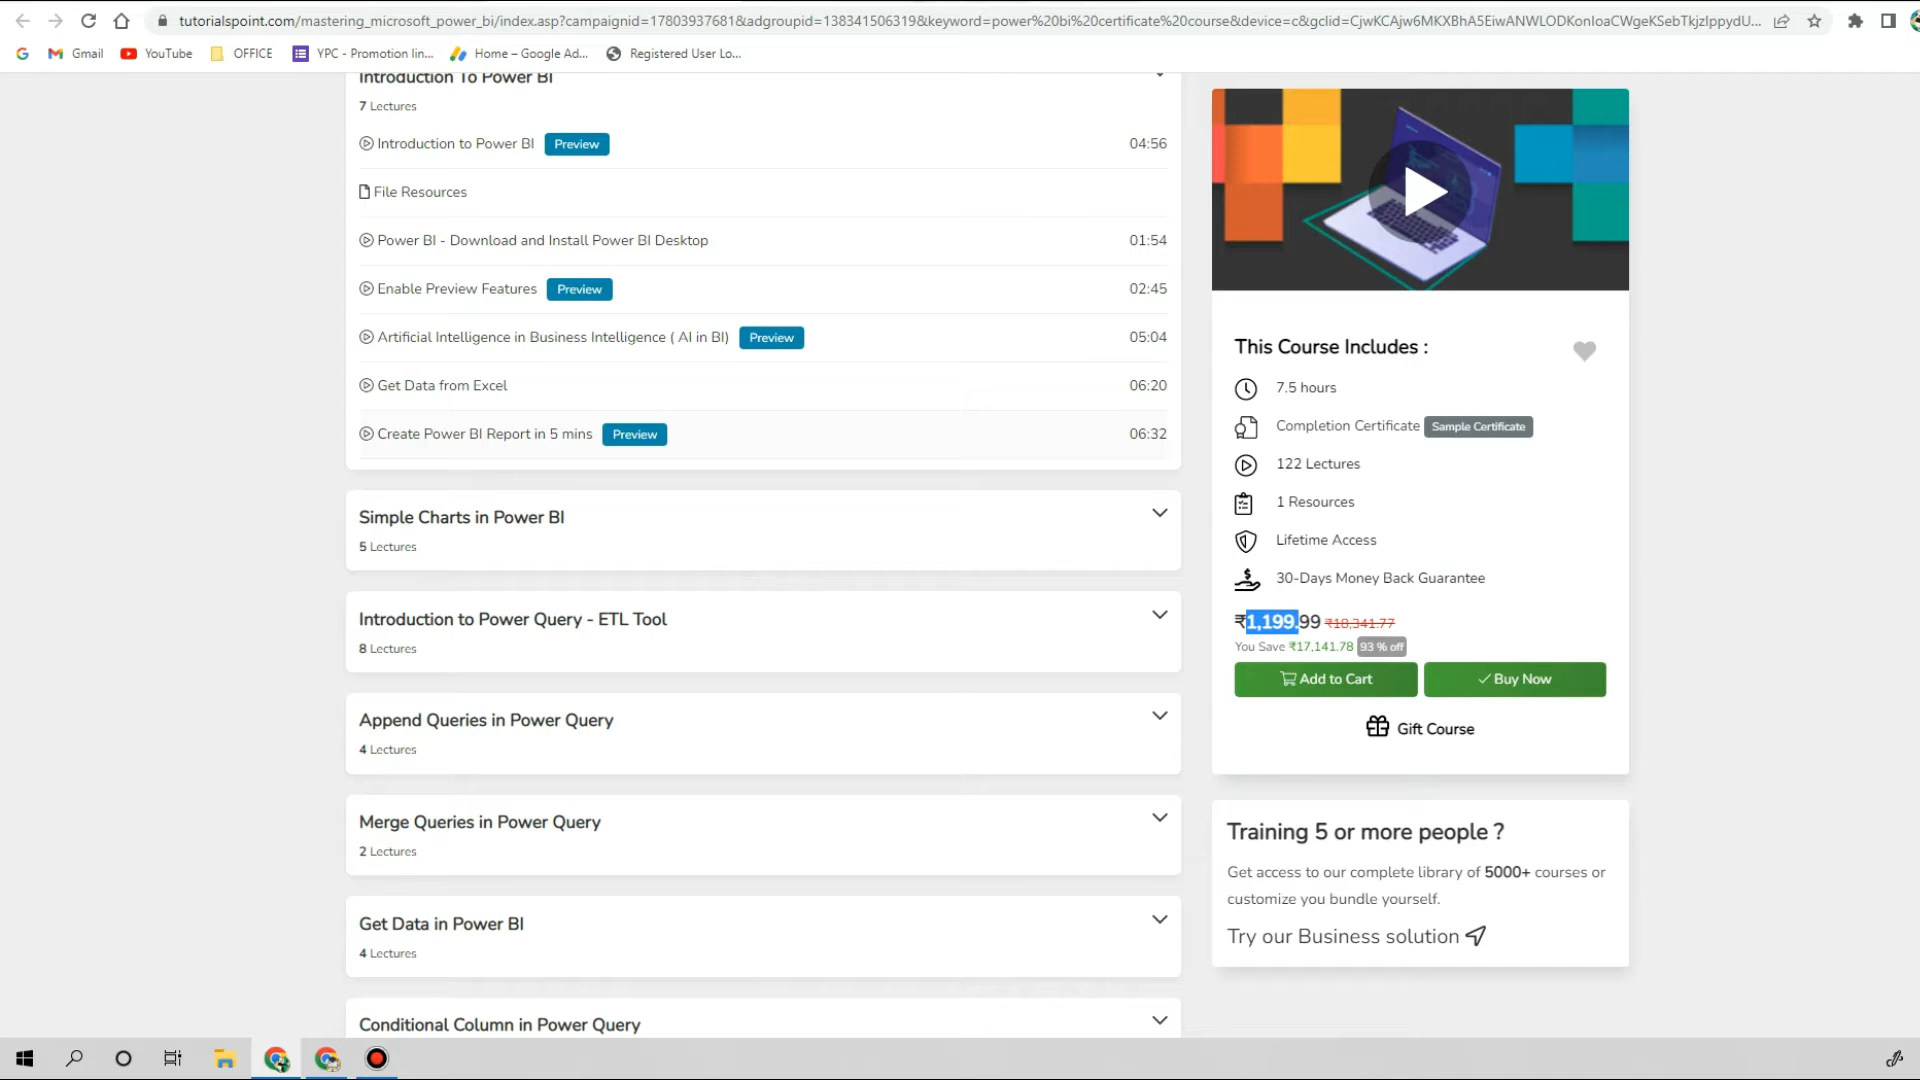 tutorialspoint.com/mastering_microsoft_power_bi/index.asp?campaignid=17803937681&adgroupid=138341506319&keyword=power%20bi%20certificate%20course&device=c&gclid=CjwKCAjw6MKXBhA5EiwANWLODKonIoaCWgeKSebTkjzIppydU...
Gmail
YouTube
OFFICE
YPC - Promotion lin...
Home – Google Ad...
Registered User Lo...
Introduction To Power BI
7 Lectures
Introduction to Power BI Preview 04:56
File Resources
Power BI - Download and Install Power BI Desktop 01:54
Enable Preview Features Preview 02:45
Artificial Intelligence in Business Intelligence ( AI in BI) Preview 05:04
Get Data from Excel 06:20
Create Power BI Report in 5 mins Preview 06:32
Simple Charts in Power BI
5 Lectures
Introduction to Power Query - ETL Tool
8 Lectures
Append Queries in Power Query
4 Lectures
Merge Queries in Power Query
2 Lectures
Get Data in Power BI
4 Lectures
Conditional Column in Power Query
This Course Includes :
7.5 hours
Completion Certificate Sample Certificate
122 Lectures
1 Resources
Lifetime Access
30-Days Money Back Guarantee
₹1,199.99 ₹18,341.77
You Save ₹17,141.78 93 % off
Add to Cart Buy Now
Gift Course
Training 5 or more people ?
Get access to our complete library of 5000+ courses or
customize you bundle yourself.
Try our Business solution